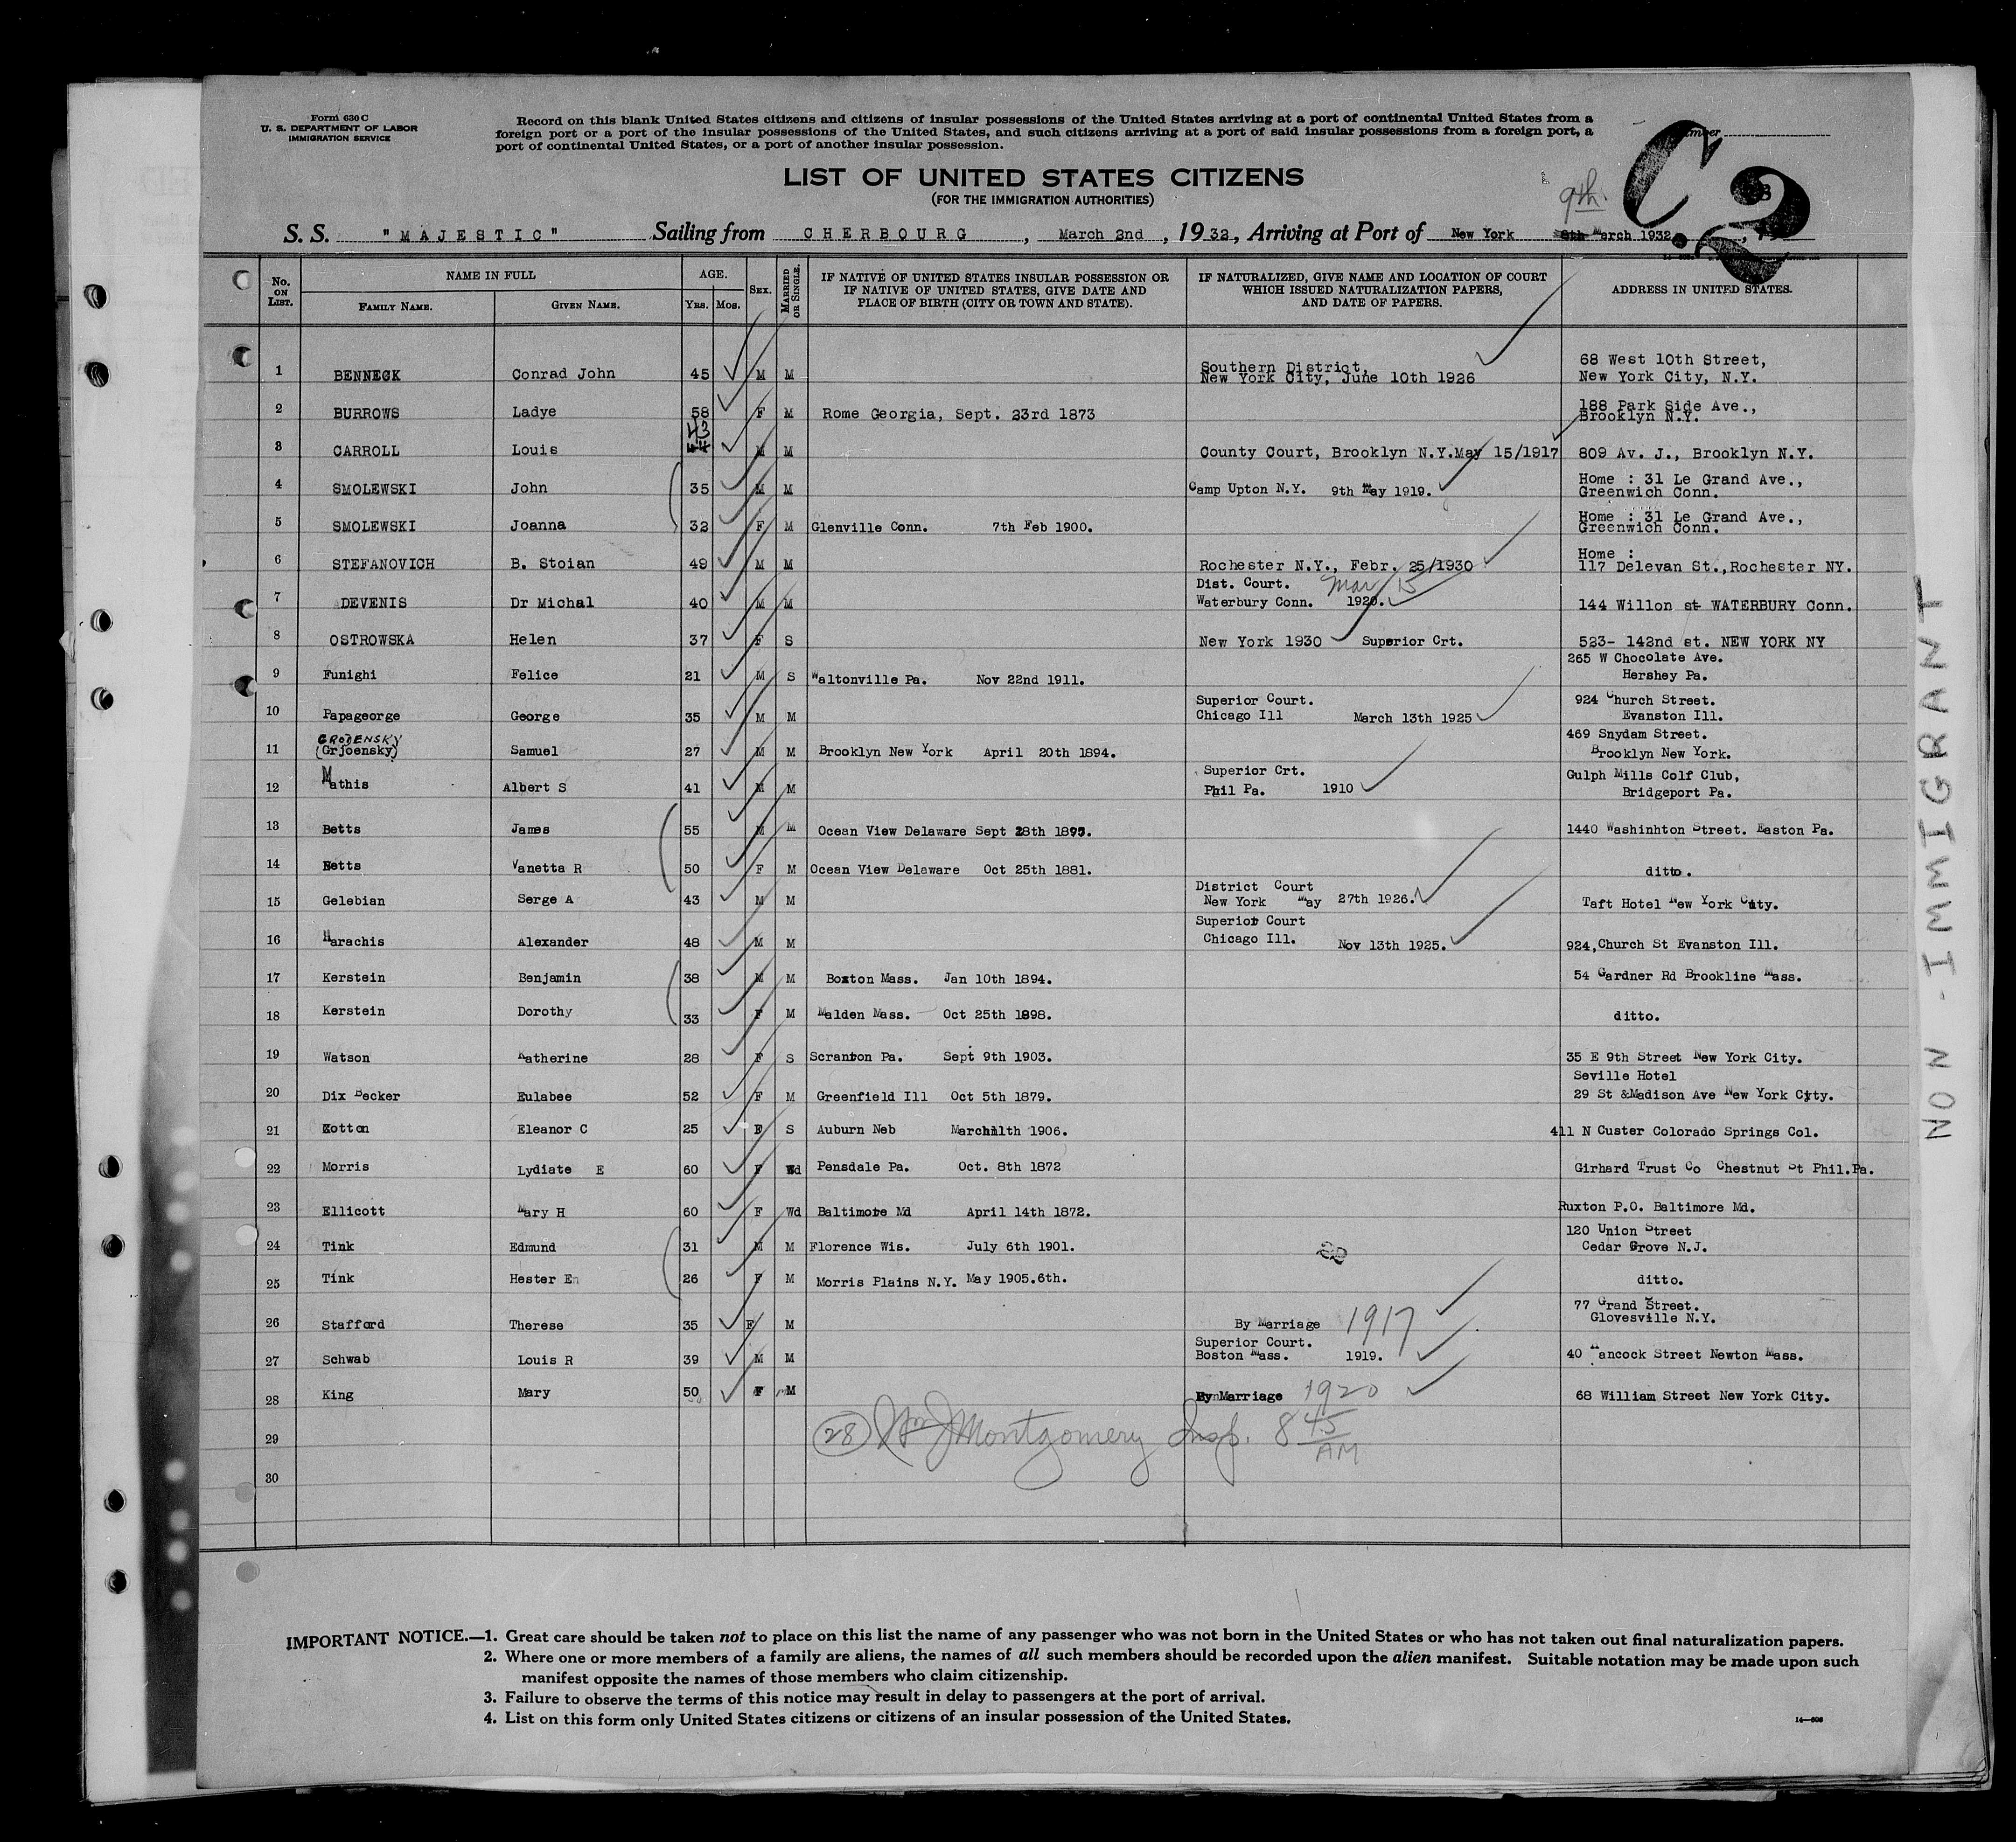 Form 630 C
U. S. DEPARTMENT OF LABOR
IMMIGRATION SERVICE
Record on this blank United States citizens and citizens of insular possessions of the United States arriving at a port of continental United States from a
foreign port or a port of the insular possessions of the United States, and such citizens arriving at a port of said insular possessions from a foreign port, a
port of continental United States, or a port of another insular possession.
C.2
LIST OF UNITED STATES CITIZENS
(FOR THE IMMIGRATION AUTHORITIES)
9th.
S. S. "MAJESTIC" Sailing from CHERBOURG, March 2nd, 1932, Arriving at Port of New York 8th March 1932
No. ON LIST. NAME IN FULL FAMILY NAME. GIVEN NAME. AGE. YRS. MOS. SEX. MARRIED OR SINGLE. IF NATIVE OF UNITED STATES INSULAR POSSESSION OR IF NATIVE OF UNITED STATES, GIVE DATE AND PLACE OF BIRTH (CITY OR TOWN AND STATE). IF NATURALIZED, GIVE NAME AND LOCATION OF COURT WHICH ISSUED NATURALIZATION PAPERS, AND DATE OF PAPERS. ADDRESS IN UNITED STATES.
1 BENNECK Conrad John 45 M M Southern District, New York City, June 10th 1926 68 West 10th Street, New York City, N.Y.
2 BURROWS Ladye 58 F M Rome Georgia, Sept. 23rd 1873 188 Park Side Ave., Brooklyn N.Y.
3 CARROLL Louis 43 44 M M County Court, Brooklyn N.Y.May 15/1917 809 Av. J., Brooklyn N.Y.
4 SMOLEWSKI John 35 M M Camp Upton N.Y. 9th May 1919. Home : 31 Le Grand Ave., Greenwich Conn.
5 SMOLEWSKI Joanna 32 F M Glenville Conn. 7th Feb 1900. Home : 31 Le Grand Ave., Greenwich Conn.
6 STEFANOVICH B. Stoian 49 M M Rochester N.Y., Febr. 25/1930 Home : 117 Delevan St.,Rochester NY.
7 DEVENIS Dr Michal 40 M M Dist. Court. Waterbury Conn. Mar 15 1926. 144 Willon st WATERBURY Conn.
8 OSTROWSKA Helen 37 F S New York 1930 Superior Crt. 523- 142nd st. NEW YORK NY
9 Funighi Felice 21 M S Waltonville Pa. Nov 22nd 1911. 265 W Chocolate Ave. Hershey Pa.
10 Papageorge George 35 M M Superior Court. Chicago Ill March 13th 1925 924 Church Street. Evanston Ill.
11 GRODENSKY (Grjoensky) Samuel 27 M M Brooklyn New York April 20th 1894. 469 Snydam Street. Brooklyn New York.
12 Mathis Albert S 41 M M Superior Crt. Phil Pa. 1910 Gulph Mills Colf Club, Bridgeport Pa.
13 Betts James 55 M M Ocean View Delaware Sept 28th 1897. 1440 Washinhton Street. Easton Pa.
14 Betts Vanetta R 50 F M Ocean View Delaware Oct 25th 1881. ditto.
15 Gelebian Serge A 43 M M District Court New York May 27th 1926. Taft Hotel New York City.
16 Harachis Alexander 48 M M Superior Court Chicago Ill. Nov 13th 1925. 924,Church St Evanston Ill.
17 Kerstein Benjamin 38 M M Boxton Mass. Jan 10th 1894. 54 Gardner Rd Brookline Mass.
18 Kerstein Dorothy 33 F M Malden Mass. Oct 25th 1898. ditto.
19 Watson Katherine 28 F S Scranton Pa. Sept 9th 1903. 35 E 9th Street New York City.
20 Dix Becker Eulabee 52 F M Greenfield Ill Oct 5th 1879. Seville Hotel 29 St &Madison Ave New York City.
21 Cotton Eleanor C 25 F S Auburn Neb March 11th 1906. 411 N Custer Colorado Springs Col.
22 Morris Lydiate E 60 F Wd Pensdale Pa. Oct. 8th 1872 Girhard Trust Co Chestnut St Phil.Pa.
23 Ellicott Mary H 60 F Wd Baltimore Md April 14th 1872. Ruxton P.O. Baltimore Md.
24 Tink Edmund 31 M M Florence Wis. July 6th 1901. 120 Union Street Cedar Grove N.J.
25 Tink Hester En 26 F M Morris Plains N.Y. May 1905.6th. ditto.
26 Stafford Therese 35 F M By Marriage 1917 77 Grand Street. Glovesville N.Y.
27 Schwab Louis R 39 M M Superior Court. Boston Mass. 1919. 40 Hancock Street Newton Mass.
28 King Mary 50 F M By Marriage 1920 68 William Street New York City.
29 (28) Wm J Montgomery Insp. 8 45 AM
30
NON-IMMIGRANT
IMPORTANT NOTICE.—1. Great care should be taken not to place on this list the name of any passenger who was not born in the United States or who has not taken out final naturalization papers.
2. Where one or more members of a family are aliens, the names of all such members should be recorded upon the alien manifest. Suitable notation may be made upon such
manifest opposite the names of those members who claim citizenship.
3. Failure to observe the terms of this notice may result in delay to passengers at the port of arrival.
4. List on this form only United States citizens or citizens of an insular possession of the United States.
14—606